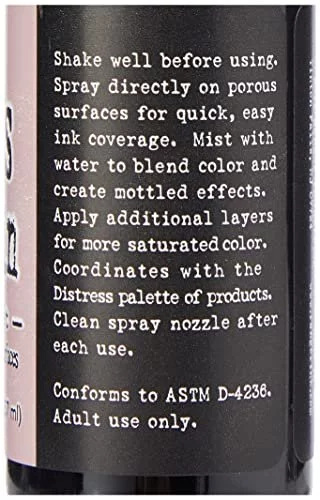 Shake well before using.
Spray directly on porous
surfaces for quick, easy
ink coverage. Mist with
water to blend color and
create mottled effects.
Apply additional layers
for more saturated color.
Coordinates with the
Distress palette of products.
Clean spray nozzle after
each use.
Conforms to ASTM D-4236.
Adult use only.